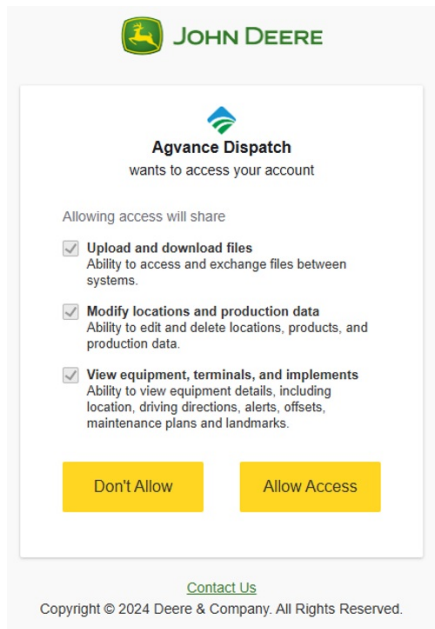 JOHN DEERE
Agvance Dispatch
wants to access your account
Allowing access will share
Upload and download files
Ability to access and exchange files between
systems.
Modify locations and production data
Ability to edit and delete locations, products, and
production data.
View equipment, terminals, and implements
Ability to view equipment details, including
location, driving directions, alerts, offsets,
maintenance plans and landmarks.
Don't Allow
Allow Access
Contact Us
Copyright © 2024 Deere & Company. All Rights Reserved.